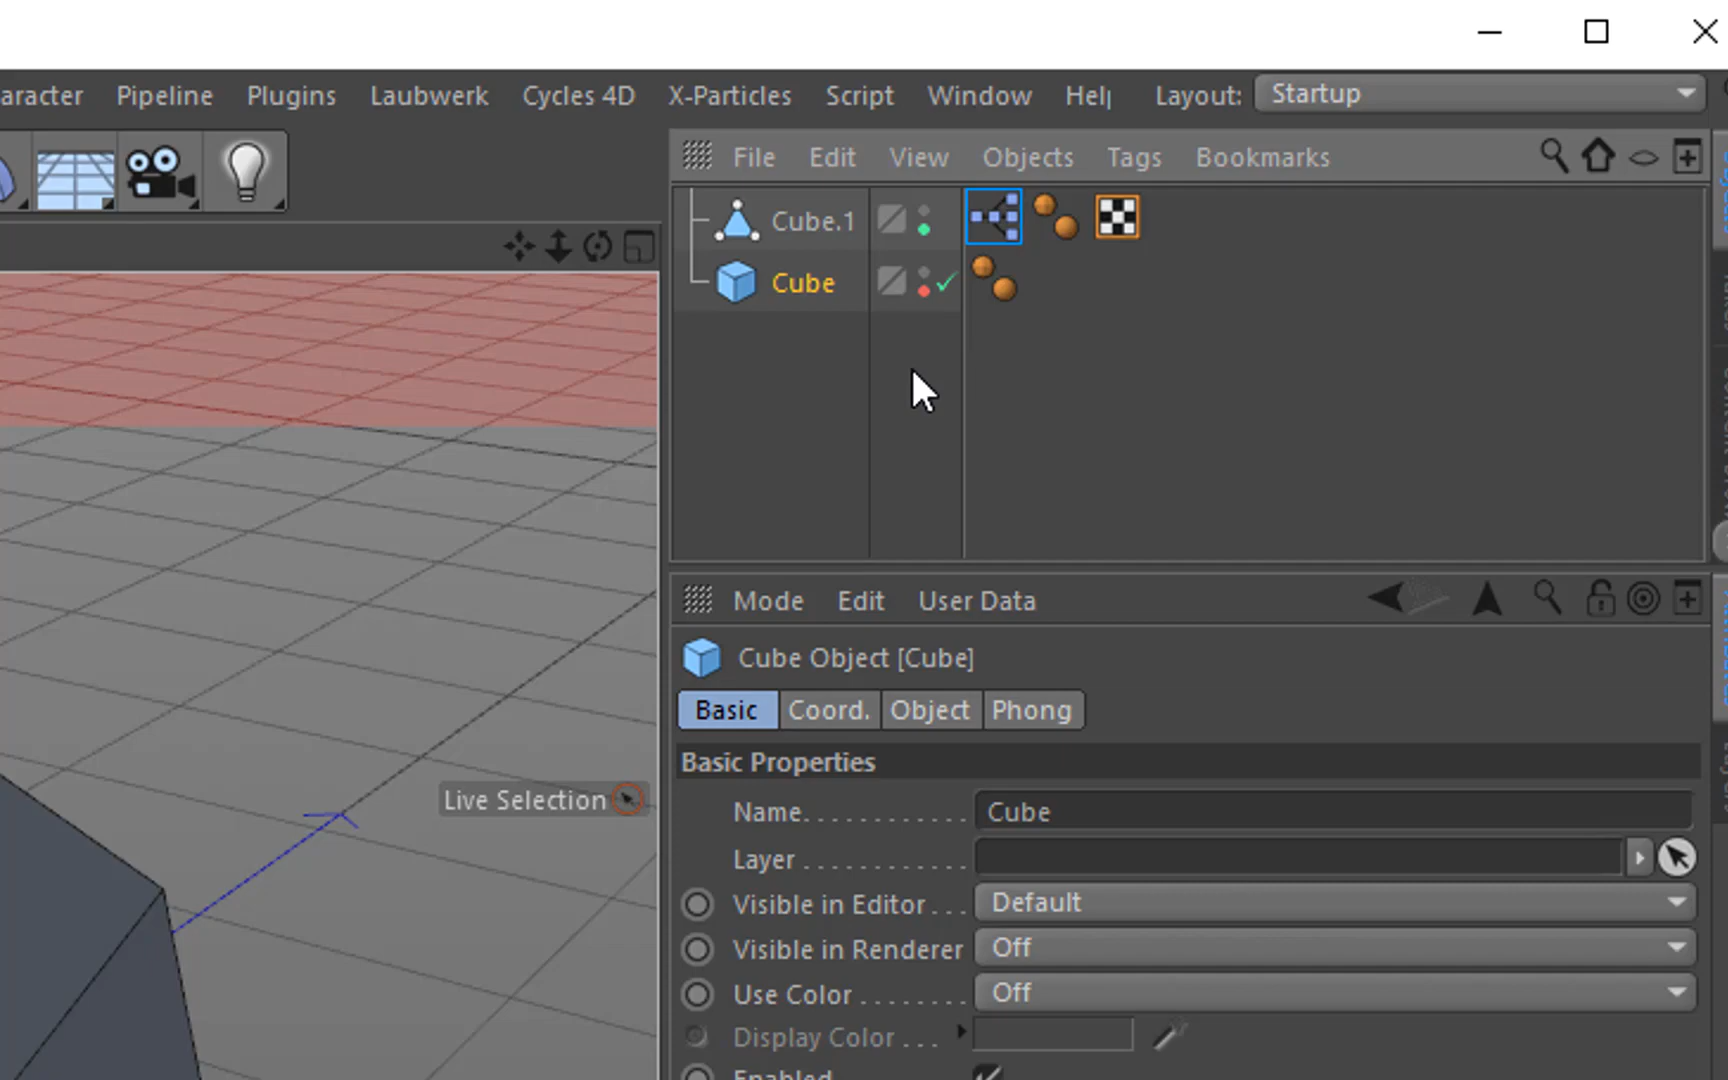 aracter Pipeline Plugins Laubwerk Cycles 4D X-Particles Script Window Hel Layout: Startup
File Edit View Objects Tags Bookmarks
Cube.1
Cube
Mode Edit User Data
Cube Object [Cube]
Basic Coord. Object Phong
Basic Properties
Name............ Cube
Layer ...........
Live Selection
Visible in Editor ... Default
Visible in Renderer Off
Use Color ........ Off
Display Color ...
Enabled